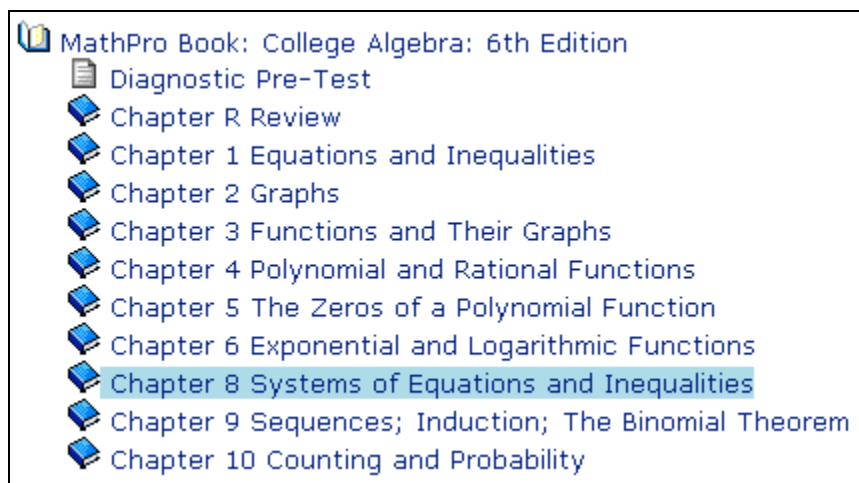 MathPro Book: College Algebra: 6th Edition
Diagnostic Pre-Test
Chapter R Review
Chapter 1 Equations and Inequalities
Chapter 2 Graphs
Chapter 3 Functions and Their Graphs
Chapter 4 Polynomial and Rational Functions
Chapter 5 The Zeros of a Polynomial Function
Chapter 6 Exponential and Logarithmic Functions
Chapter 8 Systems of Equations and Inequalities
Chapter 9 Sequences; Induction; The Binomial Theorem
Chapter 10 Counting and Probability